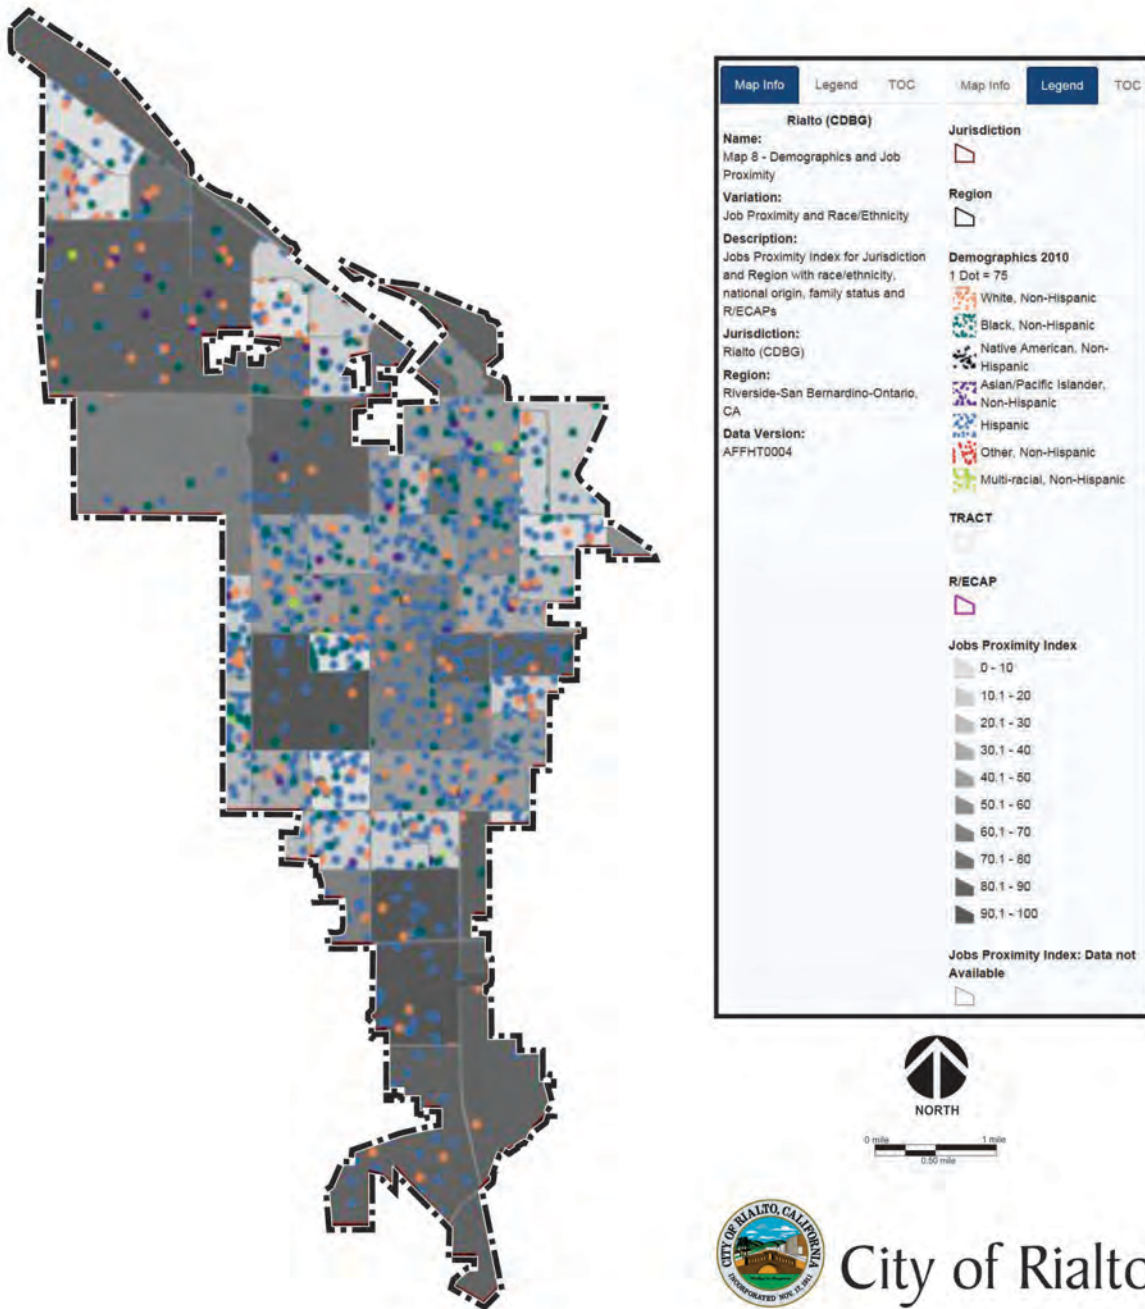 Map Info Legend TOC
Rialto (CDBG)
Name:
Map 8 - Demographics and Job
Proximity
Variation:
Job Proximity and Race/Ethnicity
Description:
Jobs Proximity Index for Jurisdiction
and Region with race/ethnicity,
national origin, family status and
R/ECAPs
Jurisdiction:
Rialto (CDBG)
Region:
Riverside-San Bernardino-Ontario,
CA
Data Version:
AFFHT0004
Map Info Legend TOC
Jurisdiction
Region
Demographics 2010
1 Dot = 75
White, Non-Hispanic
Black, Non-Hispanic
Native American, Non-
Hispanic
Asian/Pacific Islander,
Non-Hispanic
Hispanic
Other, Non-Hispanic
Multi-racial, Non-Hispanic
TRACT
R/ECAP
Jobs Proximity Index
0 - 10
10.1 - 20
20.1 - 30
30.1 - 40
40.1 - 50
50.1 - 60
60.1 - 70
70.1 - 80
80.1 - 90
90.1 - 100
Jobs Proximity Index: Data not
Available
NORTH
0 mile 1 mile
0.50 mile
CITY OF RIALTO, CALIFORNIA
INCORPORATED NOV. 17, 1911
City of Rialto